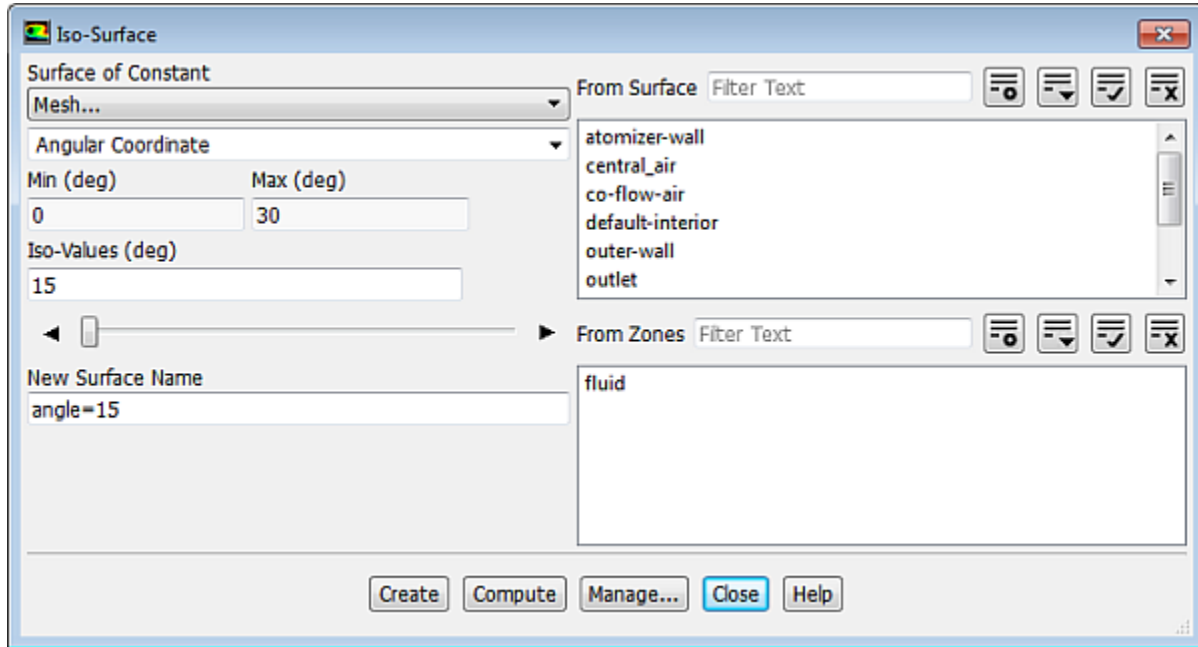 Iso-Surface
Surface of Constant
Mesh...
Angular Coordinate
Min (deg) Max (deg)
0 30
Iso-Values (deg)
15
New Surface Name
angle=15
From Surface Filter Text
atomizer-wall
central_air
co-flow-air
default-interior
outer-wall
outlet
From Zones Filter Text
fluid
Create Compute Manage... Close Help